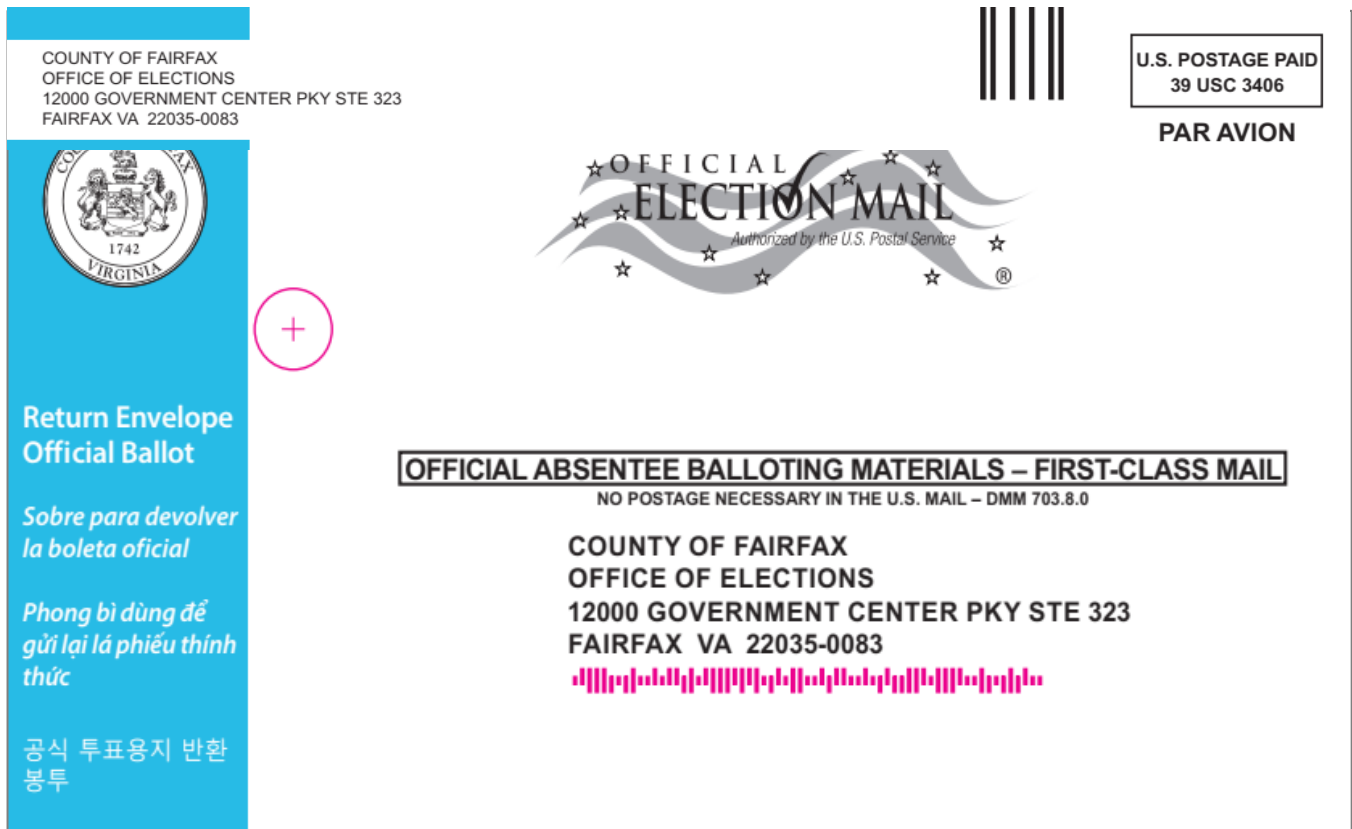 COUNTY OF FAIRFAX
OFFICE OF ELECTIONS
12000 GOVERNMENT CENTER PKY STE 323
FAIRFAX VA 22035-0083
U.S. POSTAGE PAID
39 USC 3406
PAR AVION
OFFICIAL
ELECTION MAIL
Authorized by the U.S. Postal Service
®
1742
VIRGINIA
Return Envelope
Official Ballot
Sobre para devolver
la boleta oficial
Phong bì dùng để
gửi lại lá phiếu thính
thức
공식 투표용지 반환
봉투
OFFICIAL ABSENTEE BALLOTING MATERIALS – FIRST-CLASS MAIL
NO POSTAGE NECESSARY IN THE U.S. MAIL – DMM 703.8.0
COUNTY OF FAIRFAX
OFFICE OF ELECTIONS
12000 GOVERNMENT CENTER PKY STE 323
FAIRFAX VA 22035-0083